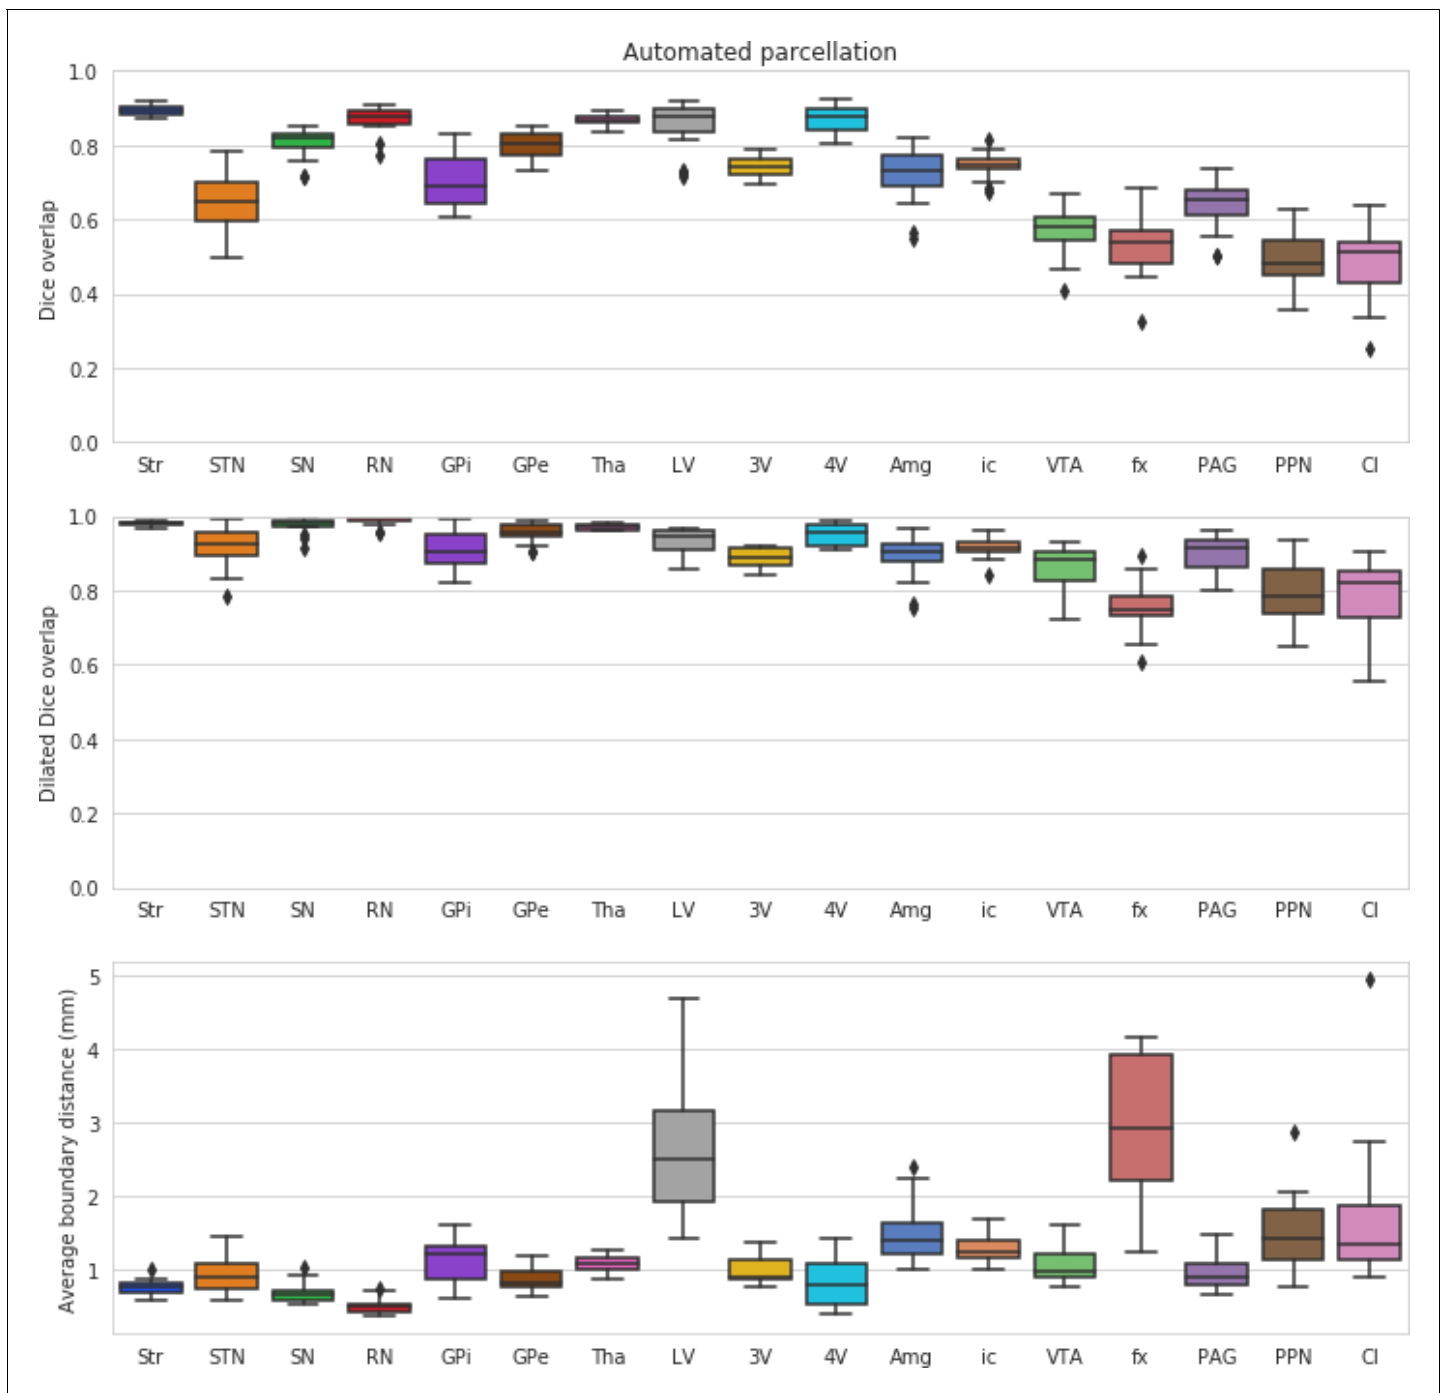 Automated parcellation
Dice overlap
1.0
0.8
0.6
0.4
0.2
0.0
Str STN SN RN GPi GPe Tha LV 3V 4V Amg ic VTA fx PAG PPN Cl
Dilated Dice overlap
1.0
0.8
0.6
0.4
0.2
0.0
Str STN SN RN GPi GPe Tha LV 3V 4V Amg ic VTA fx PAG PPN Cl
Average boundary distance (mm)
5
4
3
2
1
Str STN SN RN GPi GPe Tha LV 3V 4V Amg ic VTA fx PAG PPN Cl